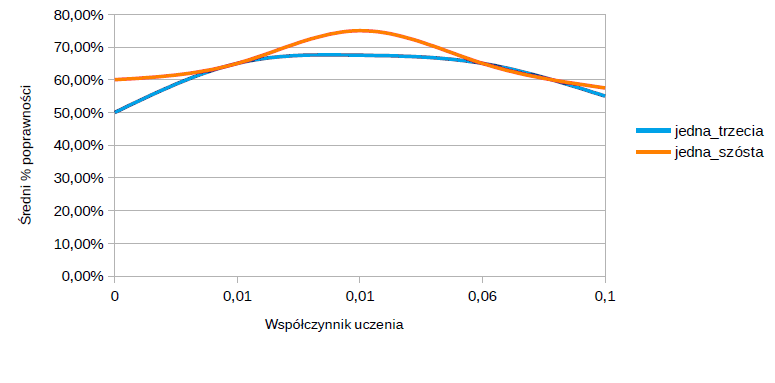 80,00%
70,00%
60,00%
50,00%
40,00%
30,00%
20,00%
10,00%
0,00%
Średni % poprawności
0 0,01 0,01 0,06 0,1
Współczynnik uczenia
jedna_trzecia
jedna_szósta